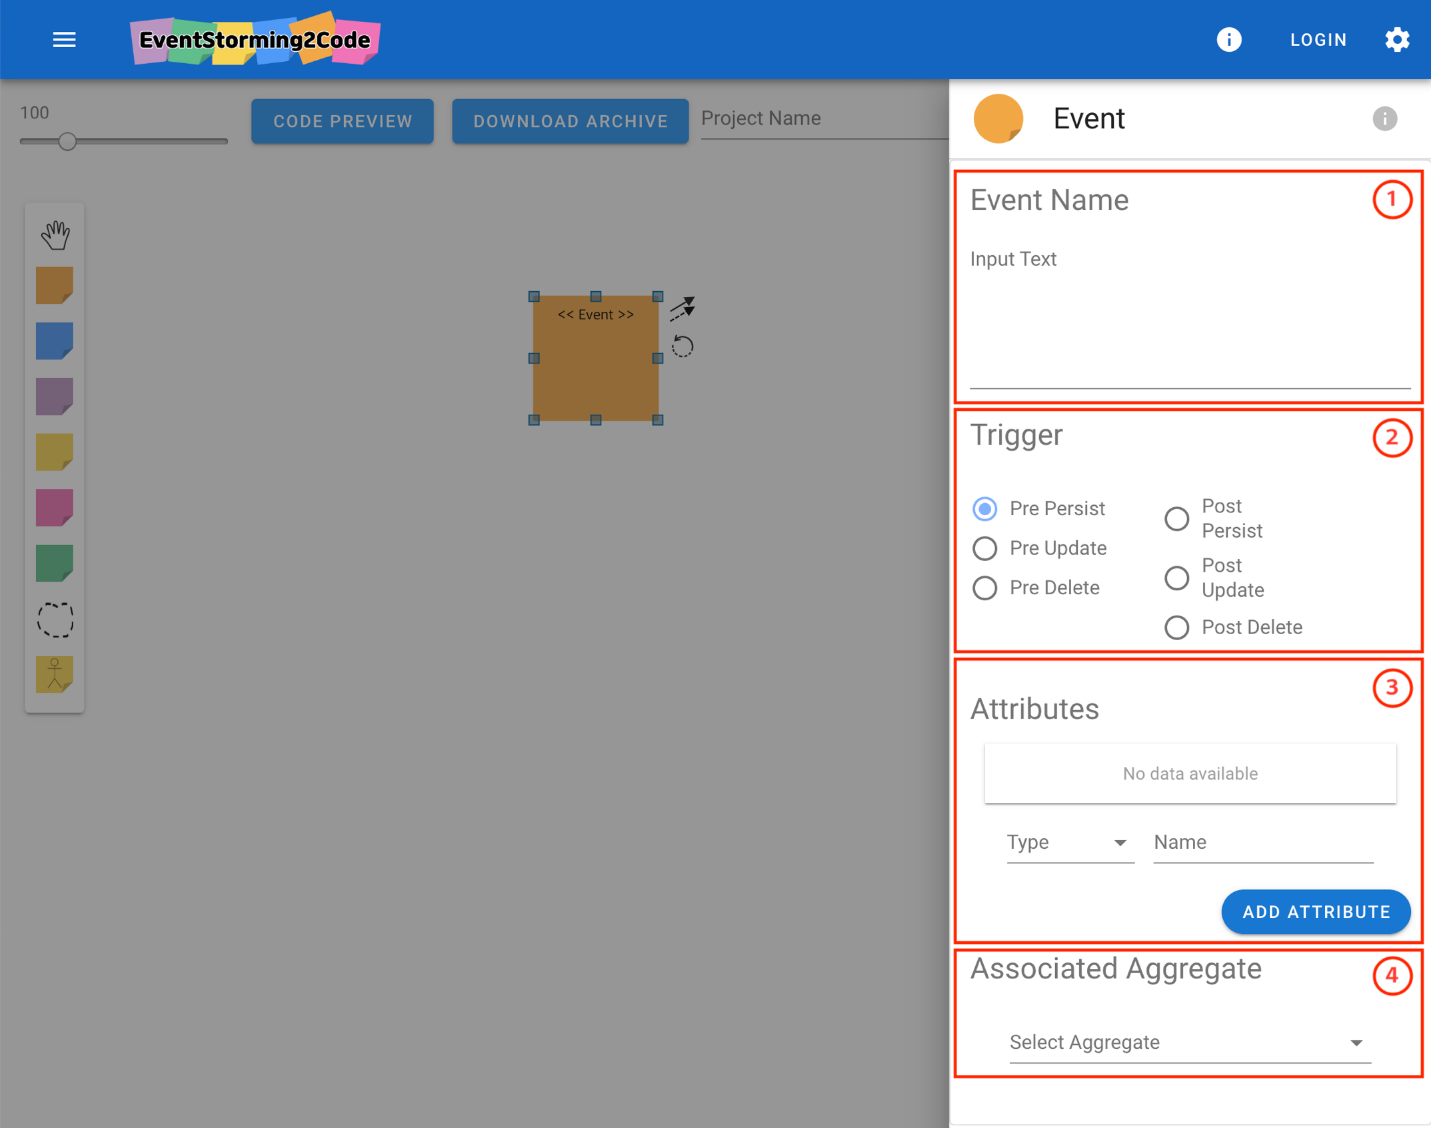 EventStorming2Code
LOGIN
100
CODE PREVIEW
DOWNLOAD ARCHIVE
Project Name
<< Event >>
Event
Event Name
1
Input Text
Trigger
2
Pre Persist
Pre Update
Pre Delete
Post
Persist
Post
Update
Post Delete
3
Attributes
No data available
Type
Name
ADD ATTRIBUTE
Associated Aggregate
4
Select Aggregate